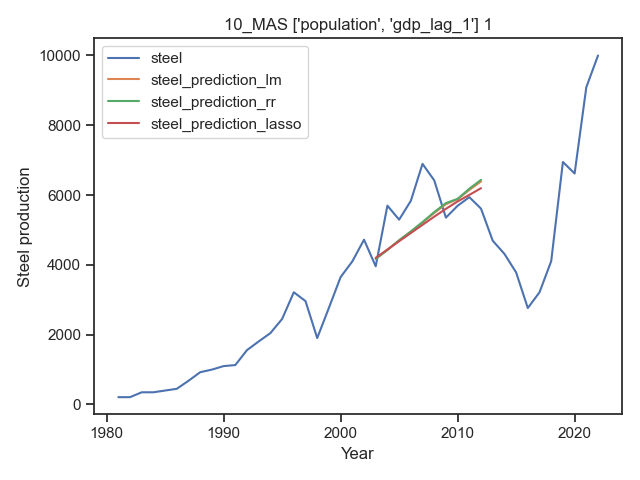 10_MAS ['population', 'gdp_lag_1'] 1
steel
steel_prediction_lm
steel_prediction_rr
steel_prediction_lasso
10000
8000
6000
4000
2000
0
Steel production
1980
1990
2000
2010
2020
Year